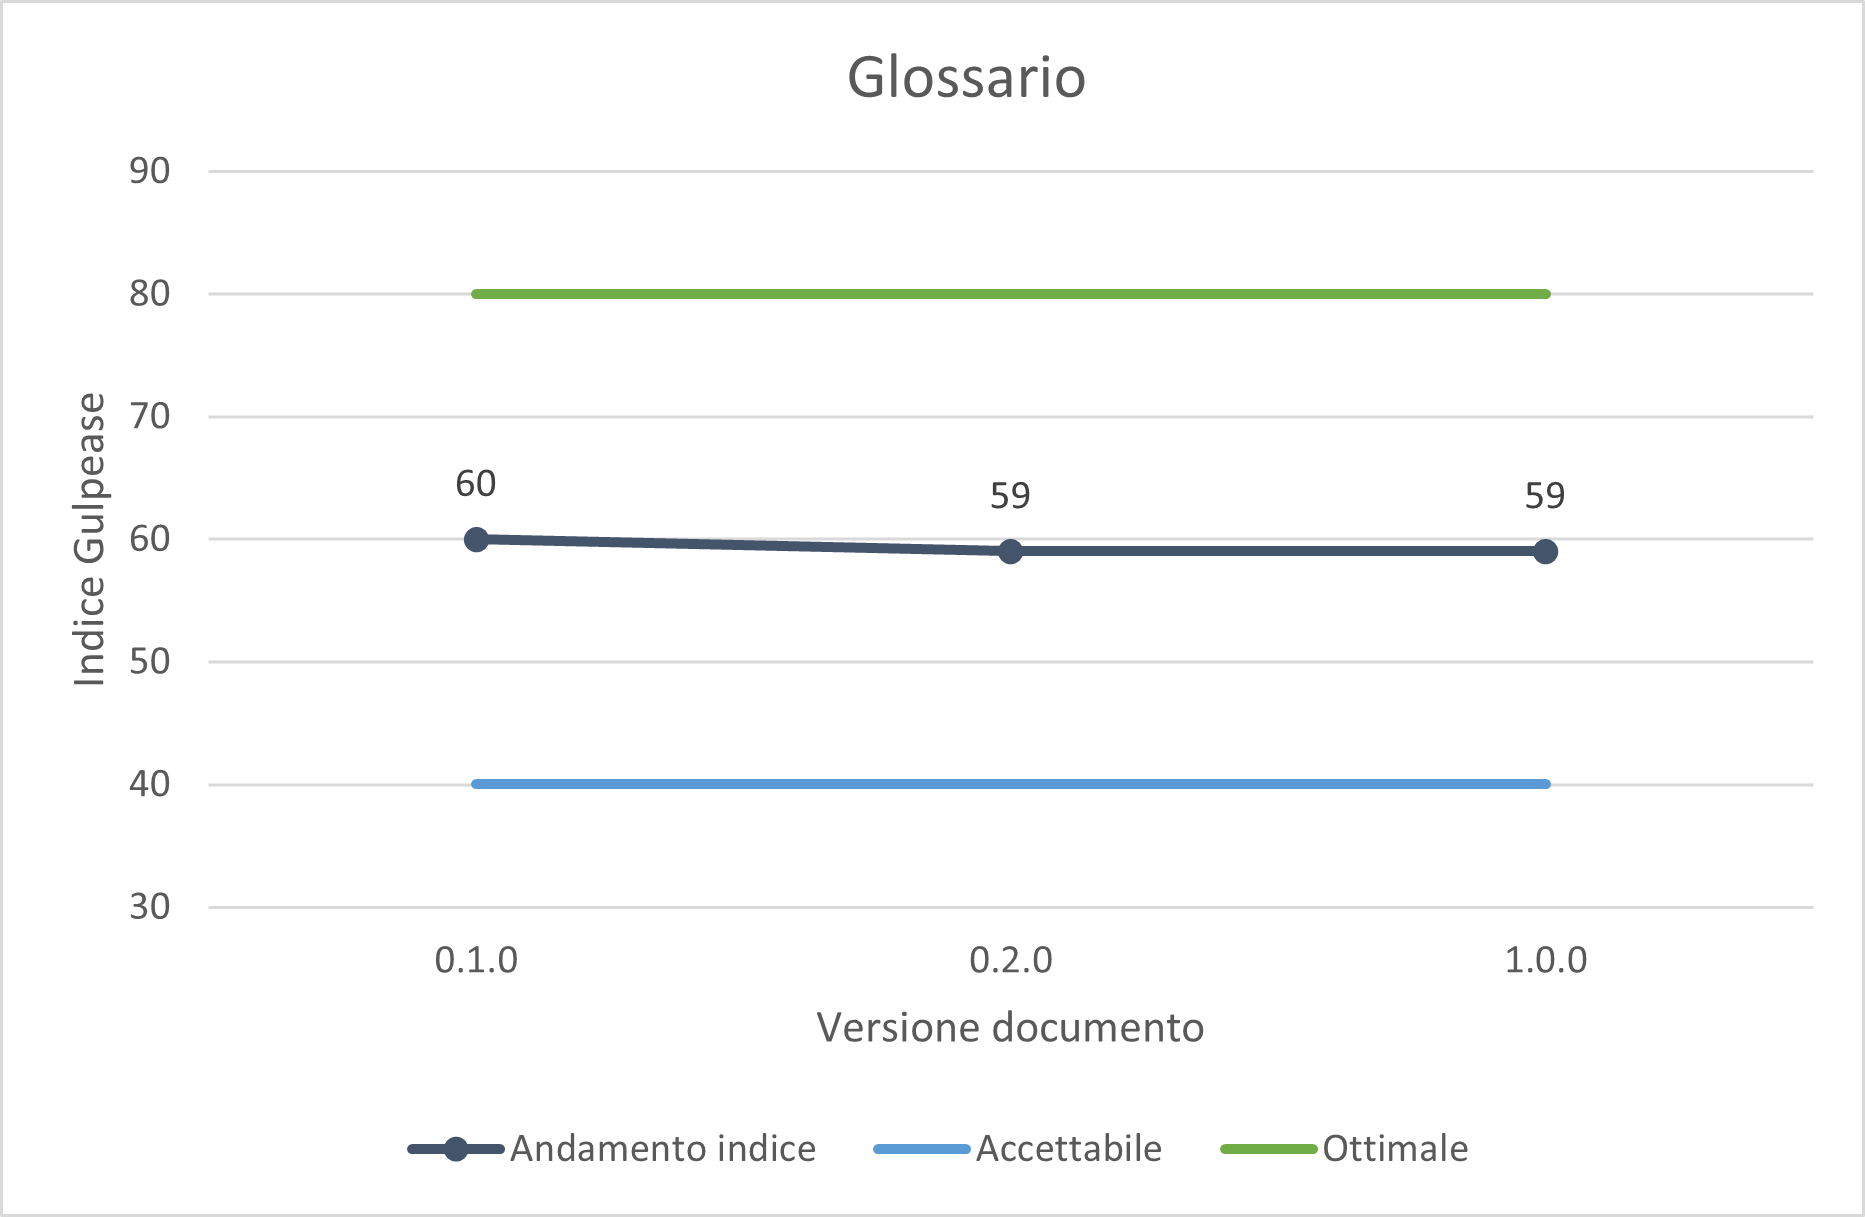 Glossario
90
80
70
60
50
40
30
Indice Gulpease
60
59
59
0.1.0
0.2.0
1.0.0
Versione documento
Andamento indice
Accettabile
Ottimale